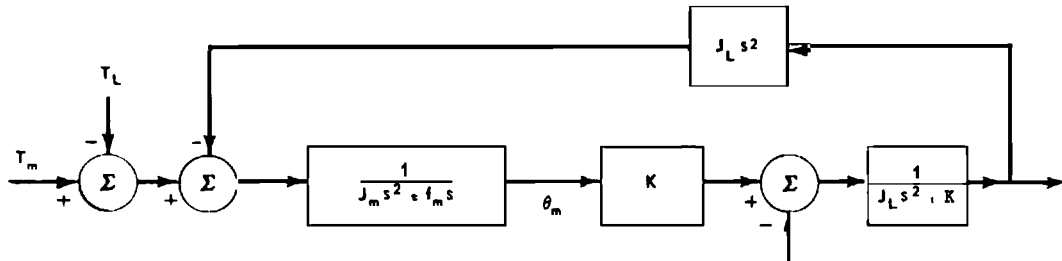 J_L s²
T_L
-
-
T_m
+
Σ
+
Σ
1
J_m s² = f_m s
θ_m
K
+
Σ
-
1
J_L s² , K